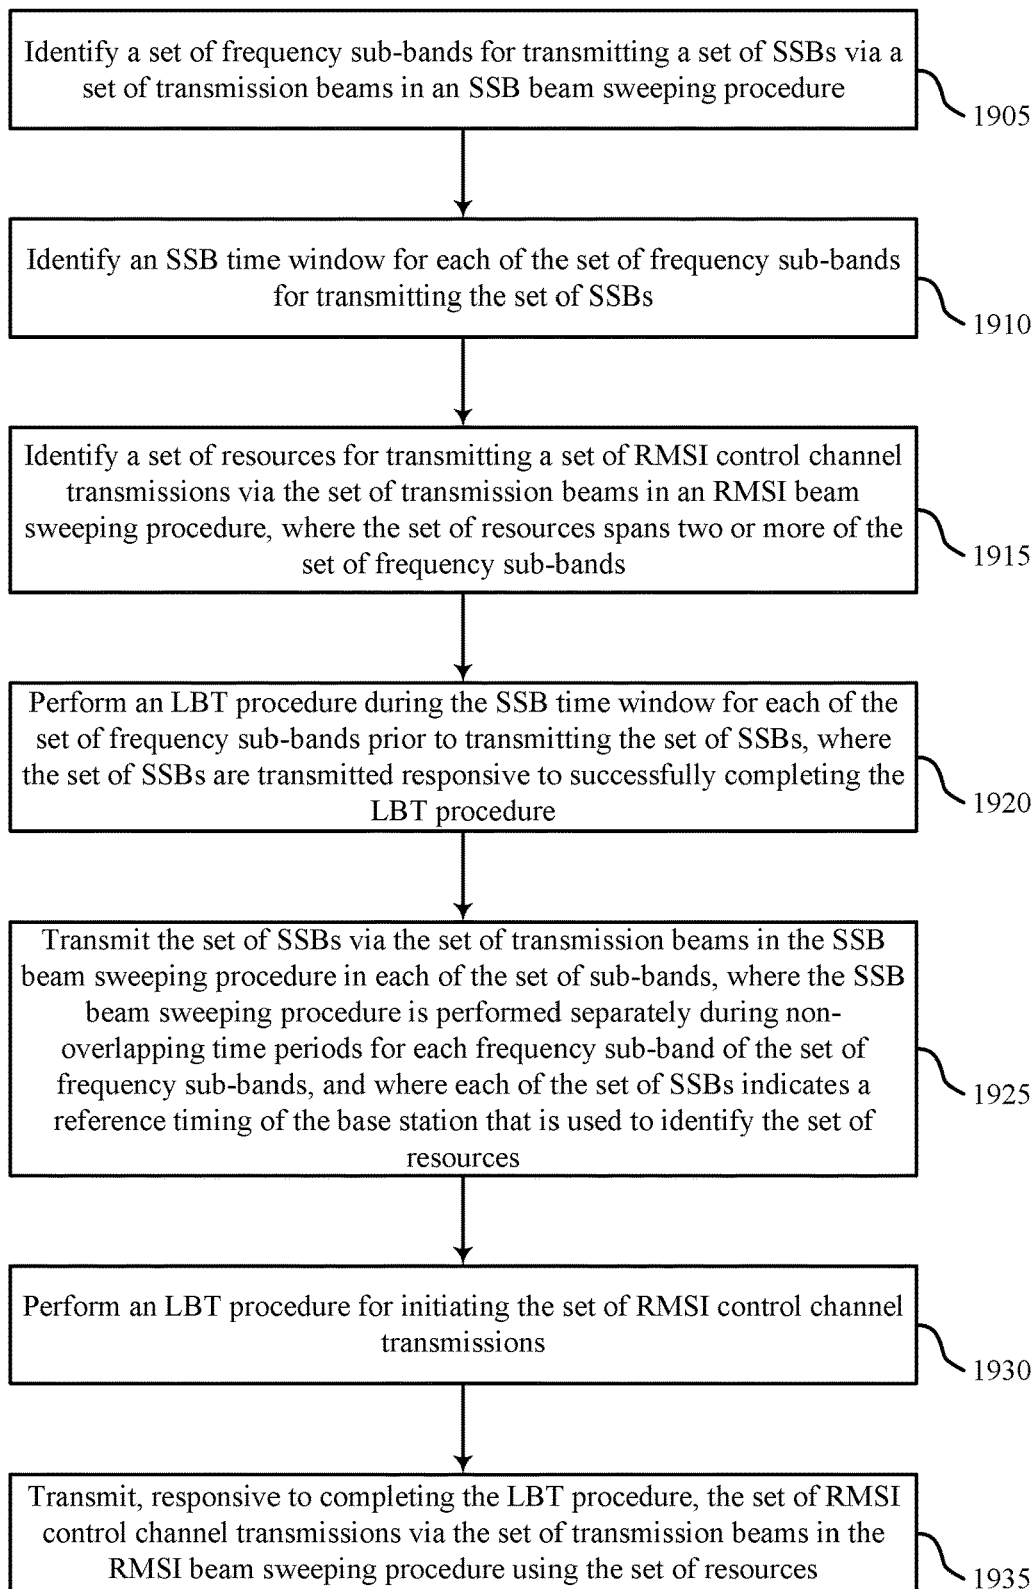 Identify a set of frequency sub-bands for transmitting a set of SSBs via a
set of transmission beams in an SSB beam sweeping procedure
1905
Identify an SSB time window for each of the set of frequency sub-bands
for transmitting the set of SSBs
1910
Identify a set of resources for transmitting a set of RMSI control channel
transmissions via the set of transmission beams in an RMSI beam
sweeping procedure, where the set of resources spans two or more of the
set of frequency sub-bands
1915
Perform an LBT procedure during the SSB time window for each of the
set of frequency sub-bands prior to transmitting the set of SSBs, where
the set of SSBs are transmitted responsive to successfully completing the
LBT procedure
1920
Transmit the set of SSBs via the set of transmission beams in the SSB
beam sweeping procedure in each of the set of sub-bands, where the SSB
beam sweeping procedure is performed separately during non-
overlapping time periods for each frequency sub-band of the set of
frequency sub-bands, and where each of the set of SSBs indicates a
reference timing of the base station that is used to identify the set of
resources
1925
Perform an LBT procedure for initiating the set of RMSI control channel
transmissions
1930
Transmit, responsive to completing the LBT procedure, the set of RMSI
control channel transmissions via the set of transmission beams in the
RMSI beam sweeping procedure using the set of resources
1935